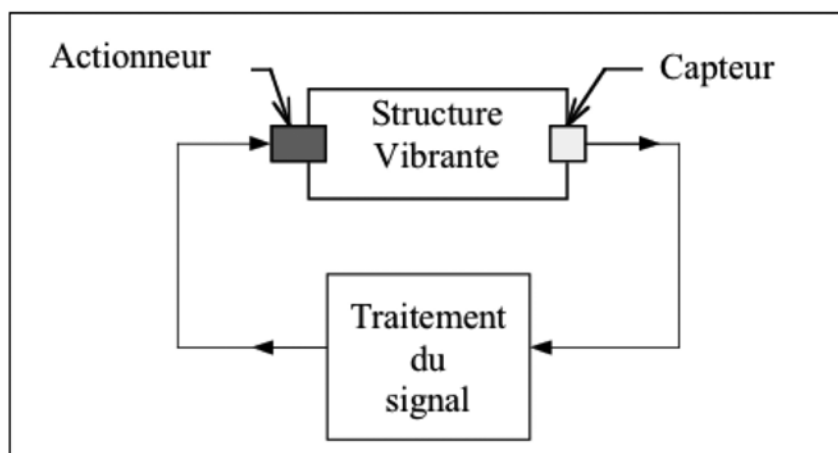 Actionneur
Capteur
Structure
Vibrante
Traitement
du
signal